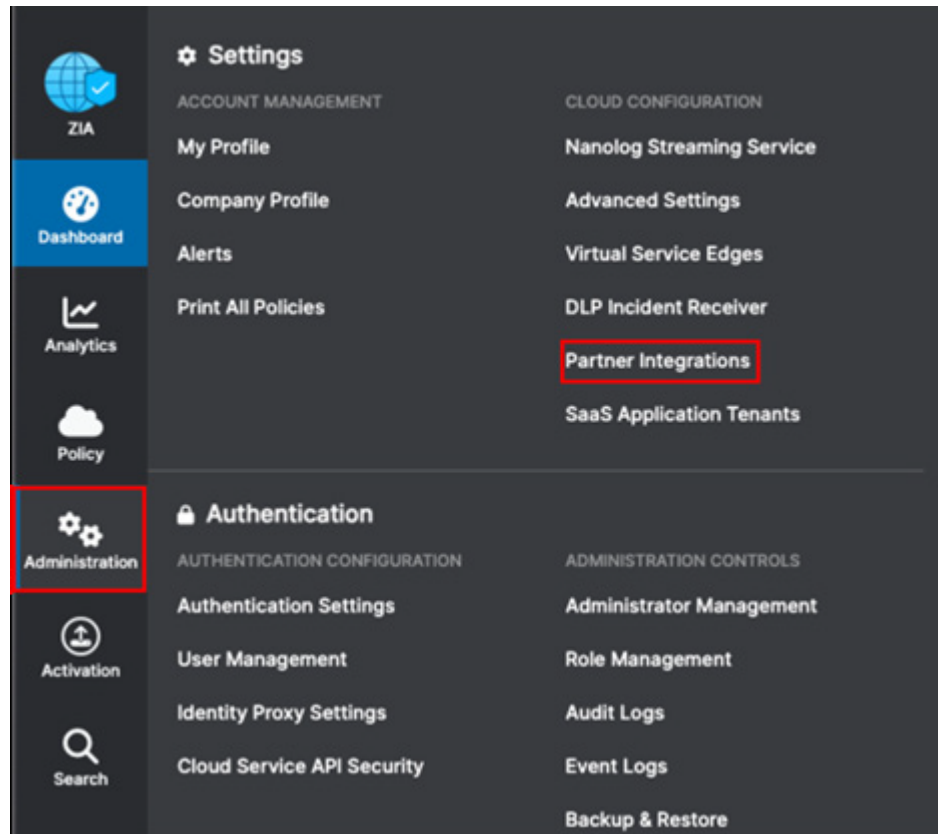 ZIA
Dashboard
Analytics
Policy
Administration
Activation
Search
Settings
ACCOUNT MANAGEMENT
My Profile
Company Profile
Alerts
Print All Policies
CLOUD CONFIGURATION
Nanolog Streaming Service
Advanced Settings
Virtual Service Edges
DLP Incident Receiver
Partner Integrations
SaaS Application Tenants
Authentication
AUTHENTICATION CONFIGURATION
Authentication Settings
User Management
Identity Proxy Settings
Cloud Service API Security
ADMINISTRATION CONTROLS
Administrator Management
Role Management
Audit Logs
Event Logs
Backup & Restore